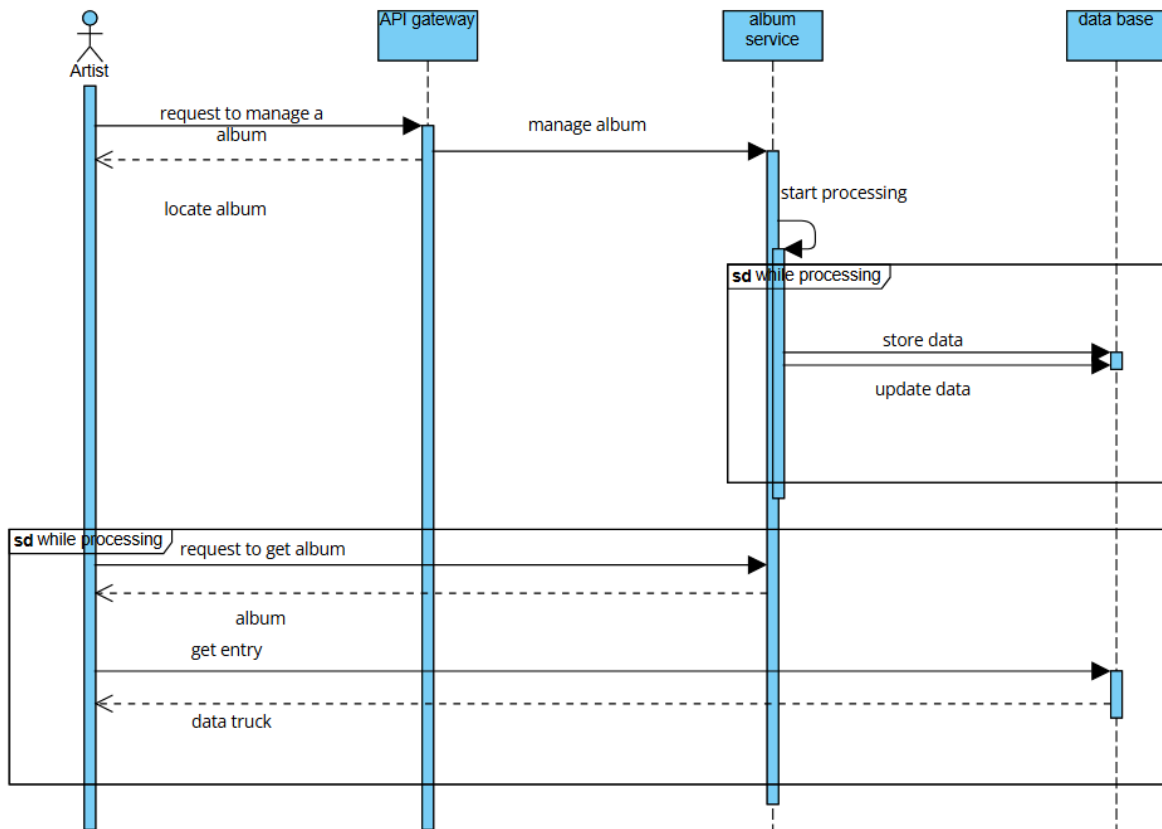 API gateway
album
service
data base
Artist
request to manage a
album
manage album
start processing
locate album
sd while processing
store data
update data
sd while processing
request to get album
album
get entry
data truck